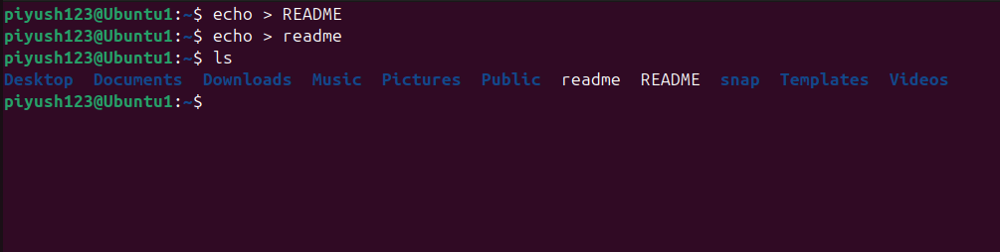 piyush123@Ubuntu1:~$ echo > README
piyush123@Ubuntu1:~$ echo > readme
piyush123@Ubuntu1:~$ ls
Desktop  Documents  Downloads  Music  Pictures  Public  readme  README  snap  Templates  Videos
piyush123@Ubuntu1:~$